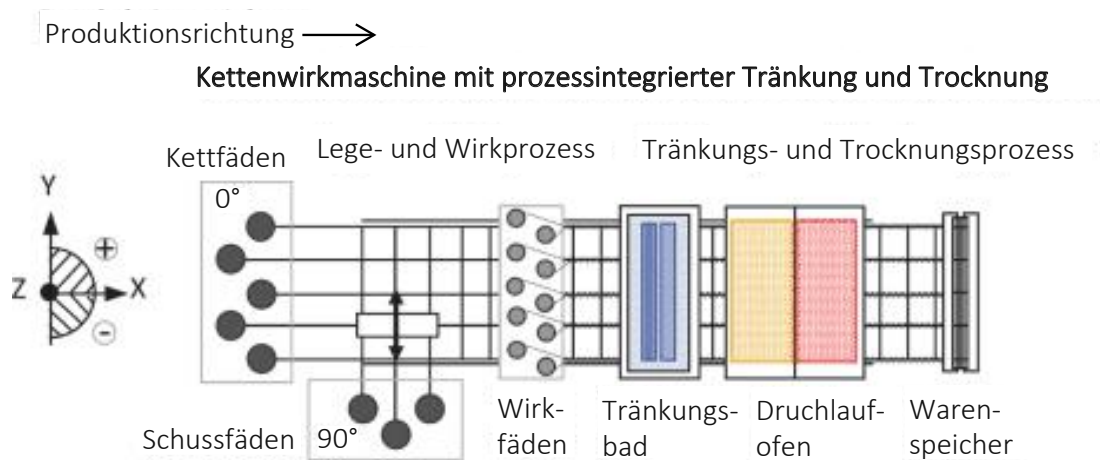 Produktionsrichtung
Kettenwirkmaschine mit prozessintegrierter Tränkung und Trocknung
Kettfäden
Lege- und Wirkprozess
Tränkungs- und Trocknungsprozess
0°
Y
+
Z
X
-
Schussfäden
90°
Wirk-
fäden
Tränkungs-
bad
Druchlauf-
ofen
Waren-
speicher